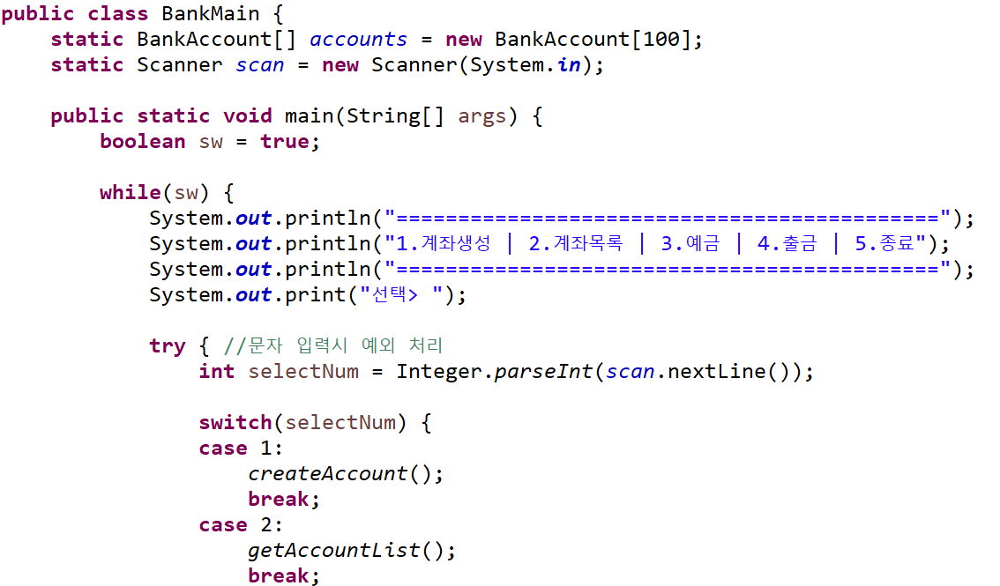 public class BankMain {
    static BankAccount[] accounts = new BankAccount[100];
    static Scanner scan = new Scanner(System.in);

    public static void main(String[] args) {
        boolean sw = true;

        while(sw) {
            System.out.println("============================================");
            System.out.println("1.계좌생성 | 2.계좌목록 | 3.예금 | 4.출금 | 5.종료");
            System.out.println("============================================");
            System.out.print("선택> ");

            try { //문자 입력시 예외 처리
                int selectNum = Integer.parseInt(scan.nextLine());

                switch(selectNum) {
                case 1:
                    createAccount();
                    break;
                case 2:
                    getAccountList();
                    break;